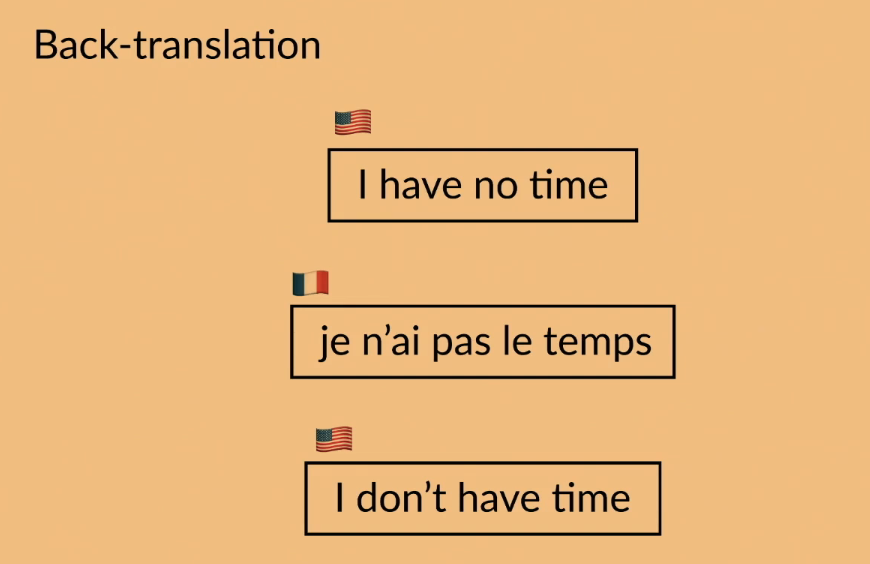 Back-translation
I have no time
je n’ai pas le temps
I don’t have time